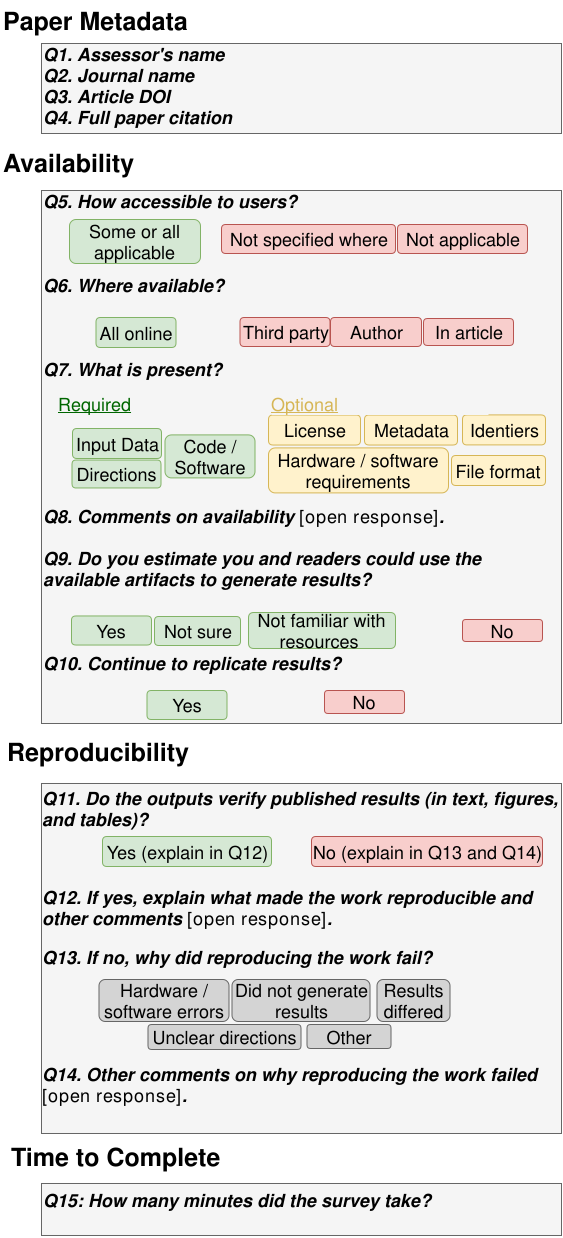 Paper Metadata
Q1. Assessor's name
Q2. Journal name
Q3. Article DOI
Q4. Full paper citation
Availability
Q5. How accessible to users?
Some or all
applicable
Not specified where
Not applicable
Q6. Where available?
All online
Third party
Author
In article
Q7. What is present?
Required
Optional
Input Data
Directions
Code /
Software
License
Metadata
Identiers
Hardware / software
requirements
File format
Q8. Comments on availability [open response].
Q9. Do you estimate you and readers could use the
available artifacts to generate results?
Yes
Not sure
Not familiar with
resources
No
Q10. Continue to replicate results?
Yes
No
Reproducibility
Q11. Do the outputs verify published results (in text, figures,
and tables)?
Yes (explain in Q12)
No (explain in Q13 and Q14)
Q12. If yes, explain what made the work reproducible and
other comments [open response].
Q13. If no, why did reproducing the work fail?
Hardware /
software errors
Did not generate
results
Results
differed
Unclear directions
Other
Q14. Other comments on why reproducing the work failed
[open response].
Time to Complete
Q15: How many minutes did the survey take?